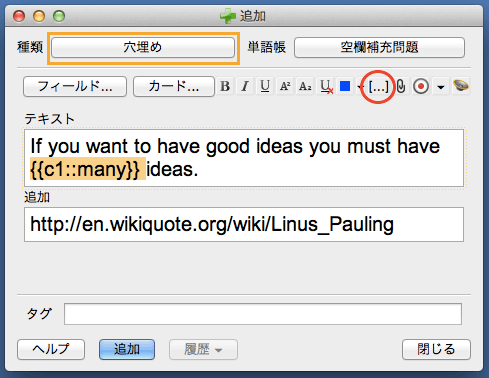 追加
種類 穴埋め 単語帳 空欄補充問題
フィールド... カード... B I U A² A₂ U [...]
テキスト
If you want to have good ideas you must have
{{c1::many}} ideas.
追加
http://en.wikiquote.org/wiki/Linus_Pauling
タグ
ヘルプ 追加 履歴 閉じる